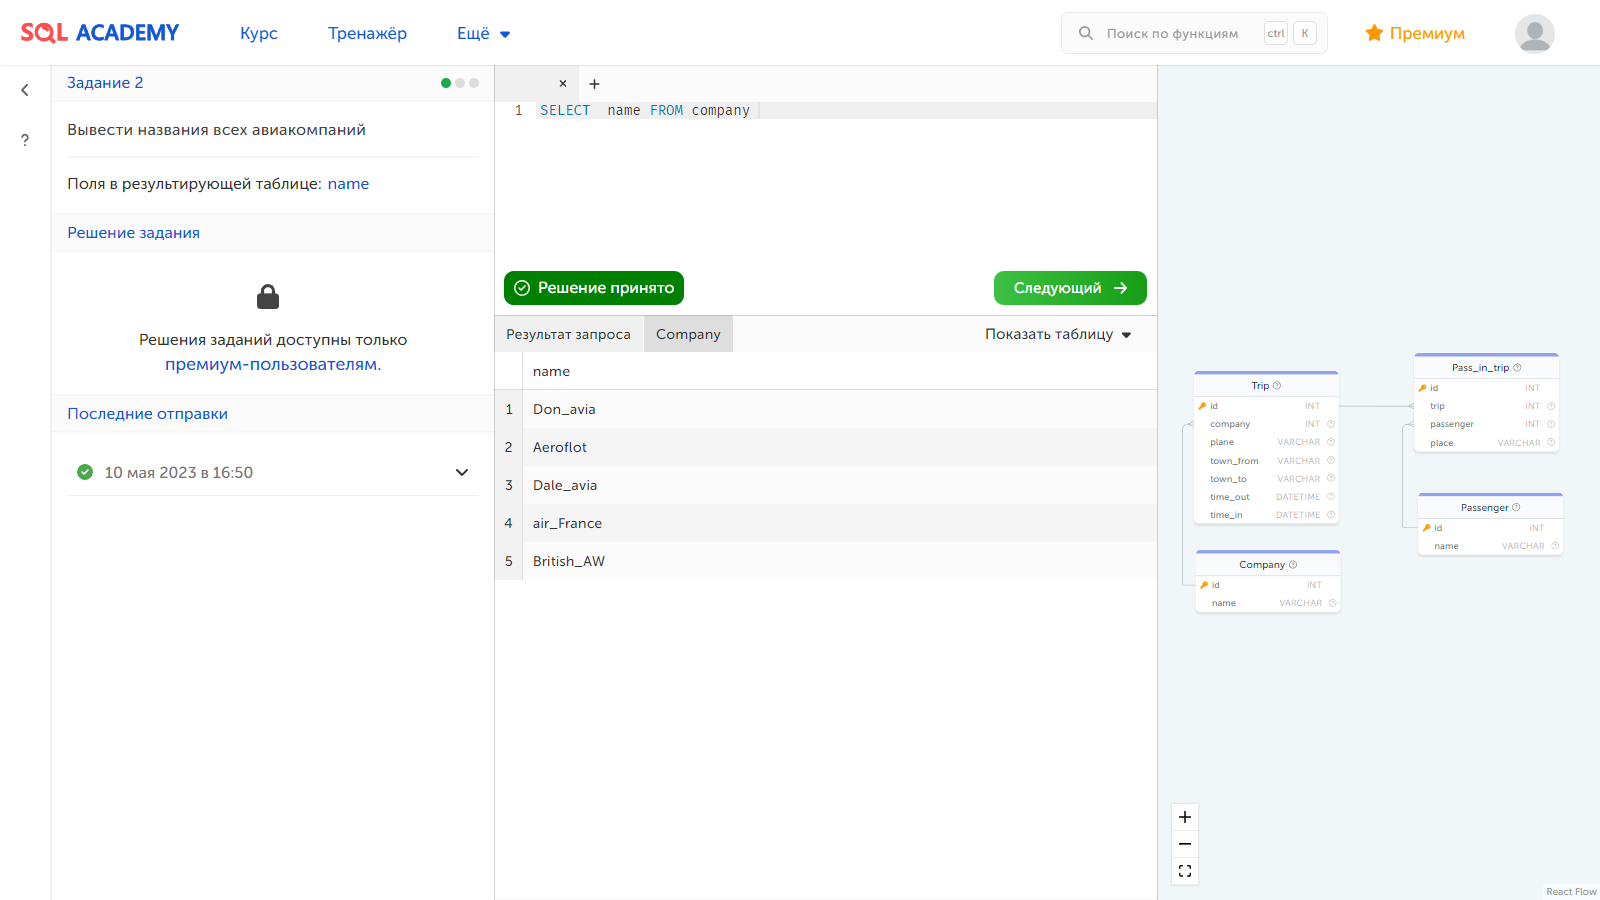 SQL ACADEMY
Курс
Тренажёр
Ещё
Поиск по функциям
ctrl
K
Премиум
Задание 2
Вывести названия всех авиакомпаний
Поля в результирующей таблице: name
Решение задания
Решения заданий доступны только
премиум-пользователям.
Последние отправки
10 мая 2023 в 16:50
?
×
+
1 SELECT  name FROM company
Решение принято
Следующий
Результат запроса
Company
Показать таблицу
name
1 Don_avia
2 Aeroflot
3 Dale_avia
4 air_France
5 British_AW
Trip
id INT
company INT
plane VARCHAR
town_from VARCHAR
town_to VARCHAR
time_out DATETIME
time_in DATETIME
Company
id INT
name VARCHAR
Pass_in_trip
id INT
trip INT
passenger INT
place VARCHAR
Passenger
id INT
name VARCHAR
React Flow